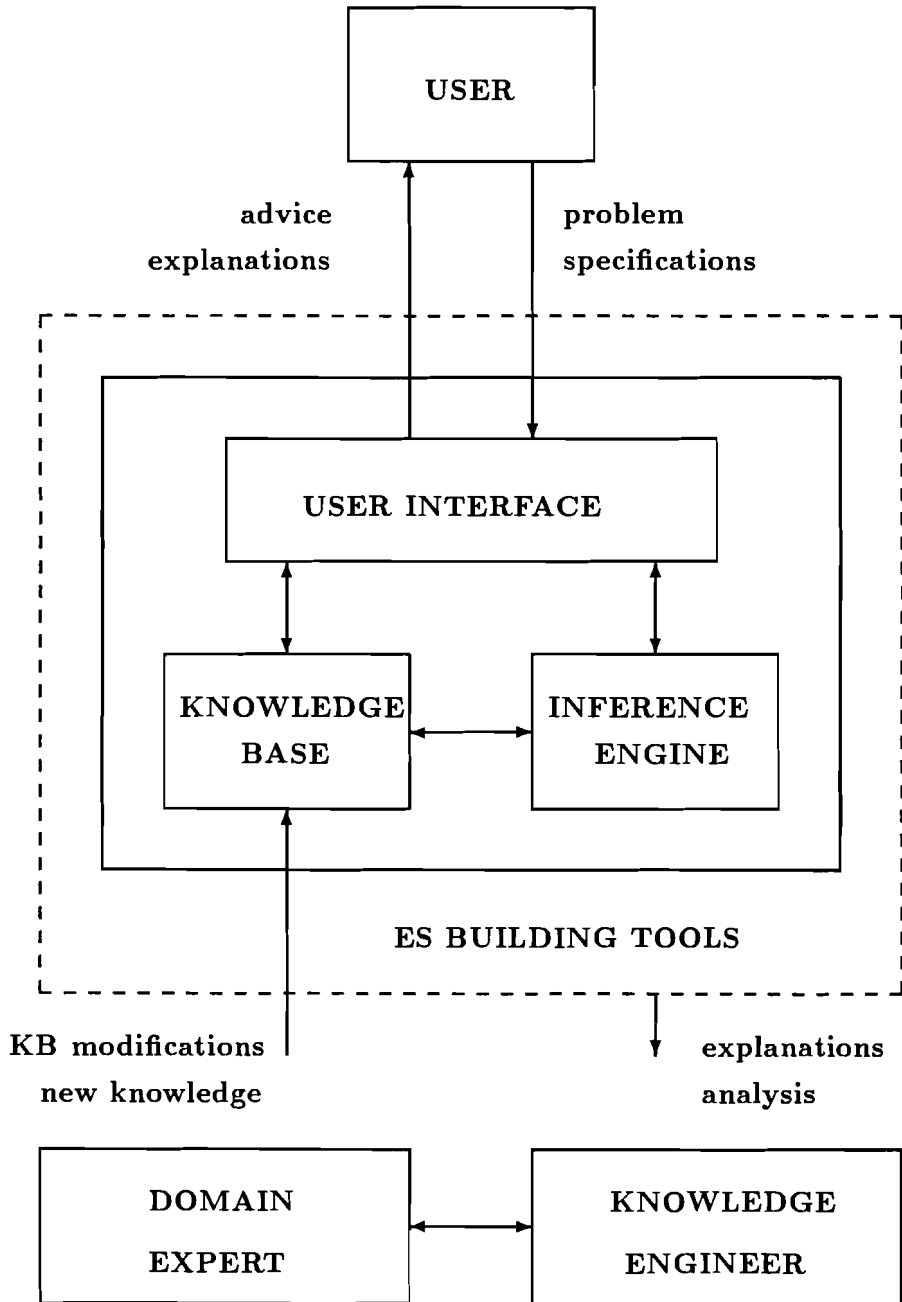 USER
advice
explanations
problem
specifications
USER INTERFACE
KNOWLEDGE
BASE
INFERENCE
ENGINE
ES BUILDING TOOLS
KB modifications
new knowledge
explanations
analysis
DOMAIN
EXPERT
KNOWLEDGE
ENGINEER